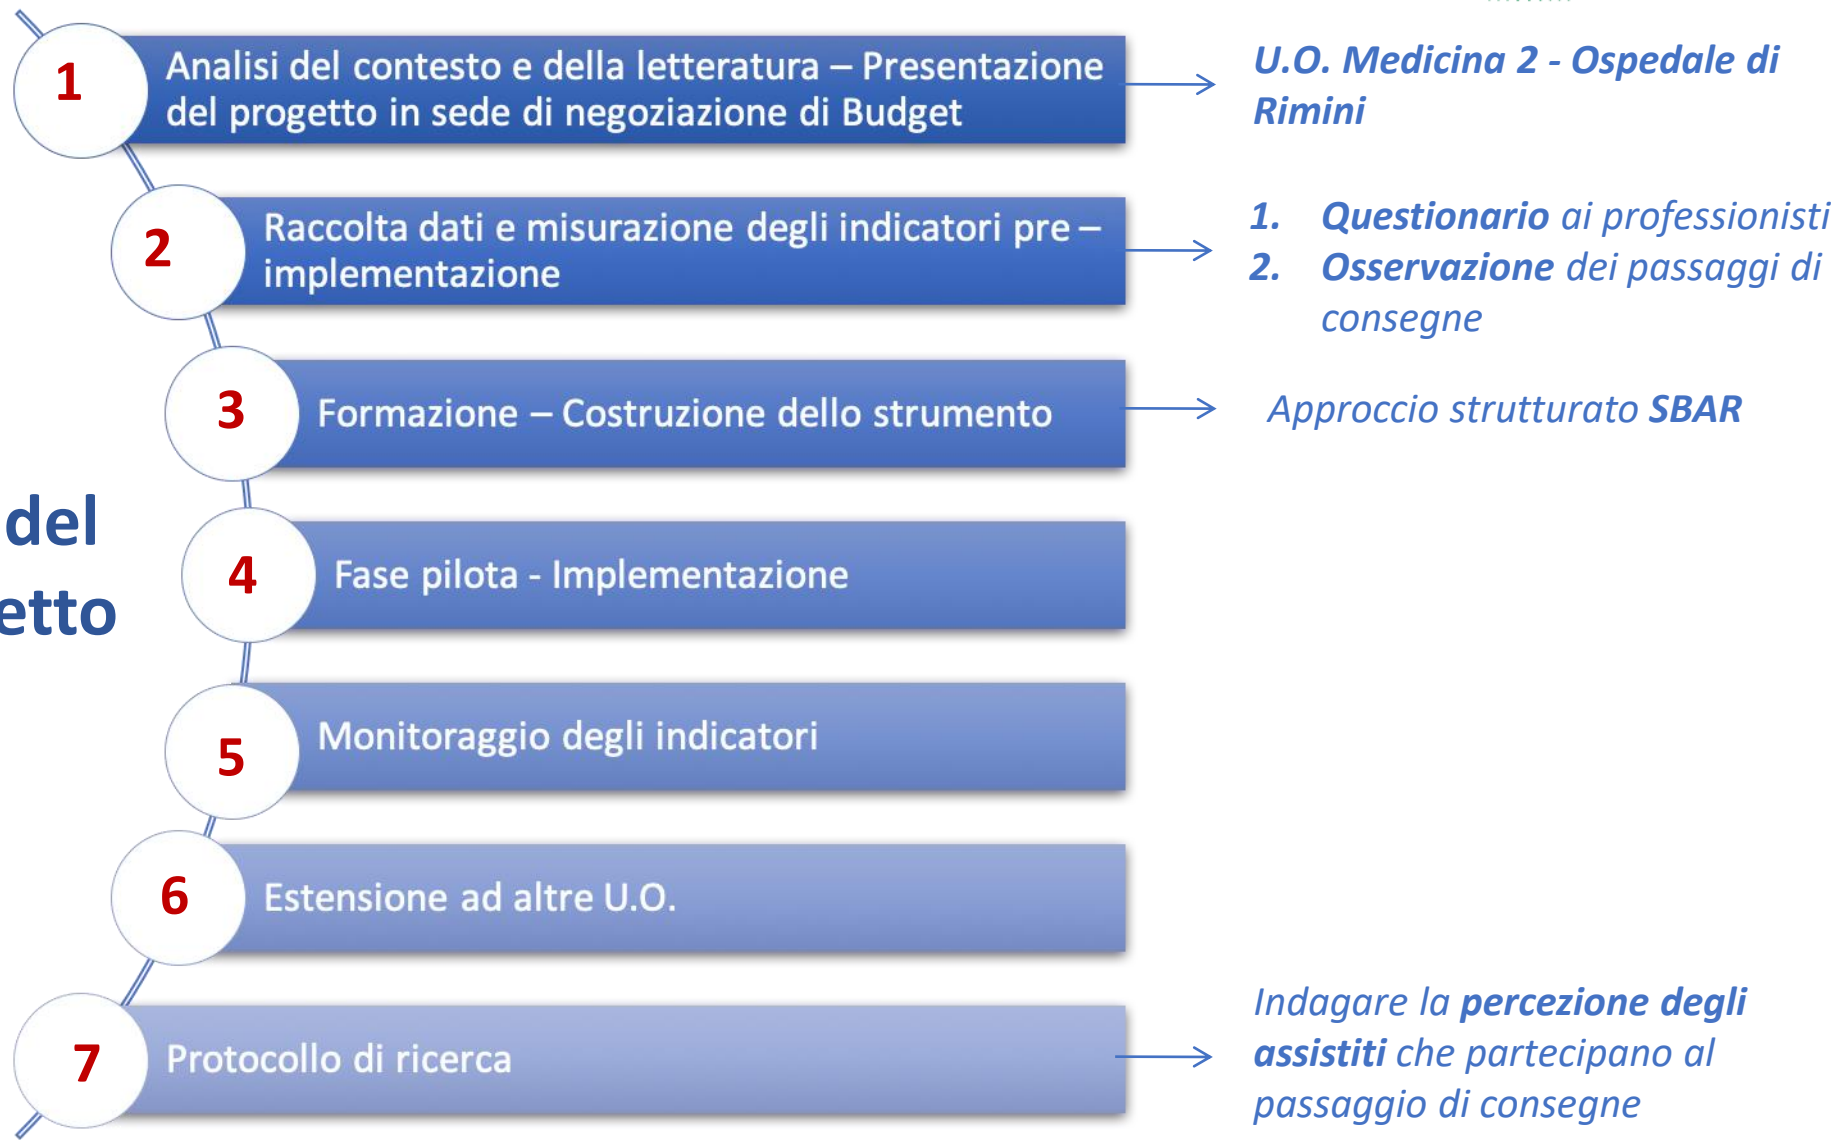 1
Analisi del contesto e della letteratura – Presentazione
del progetto in sede di negoziazione di Budget
U.O. Medicina 2 - Ospedale di
Rimini
2
Raccolta dati e misurazione degli indicatori pre –
implementazione
1. Questionario ai professionisti
2. Osservazione dei passaggi di
consegne
3
Formazione – Costruzione dello strumento
Approccio strutturato SBAR
del
etto
4
Fase pilota - Implementazione
5
Monitoraggio degli indicatori
6
Estensione ad altre U.O.
7
Protocollo di ricerca
Indagare la percezione degli
assistiti che partecipano al
passaggio di consegne